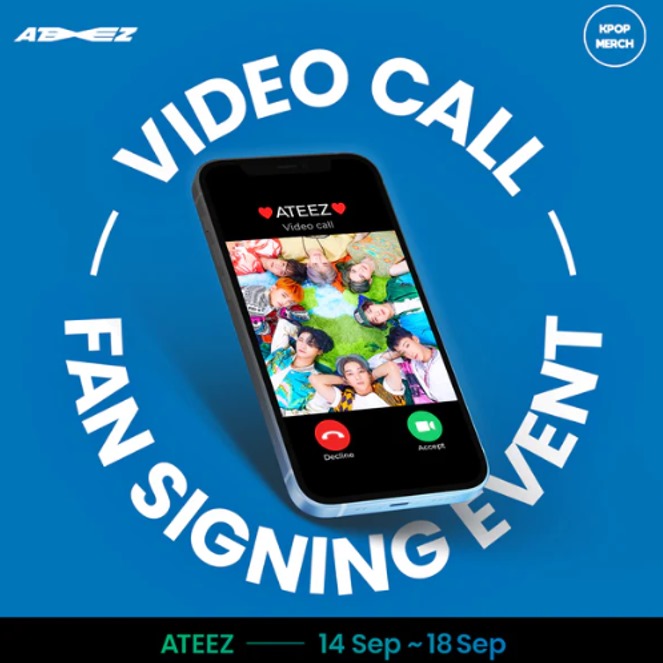 ATEEZ
KPOP
MERCH
VIDEO CALL
❤ATEEZ❤
Video call
Decline
Accept
FAN SIGNING EVENT
ATEEZ — 14 Sep ~ 18 Sep